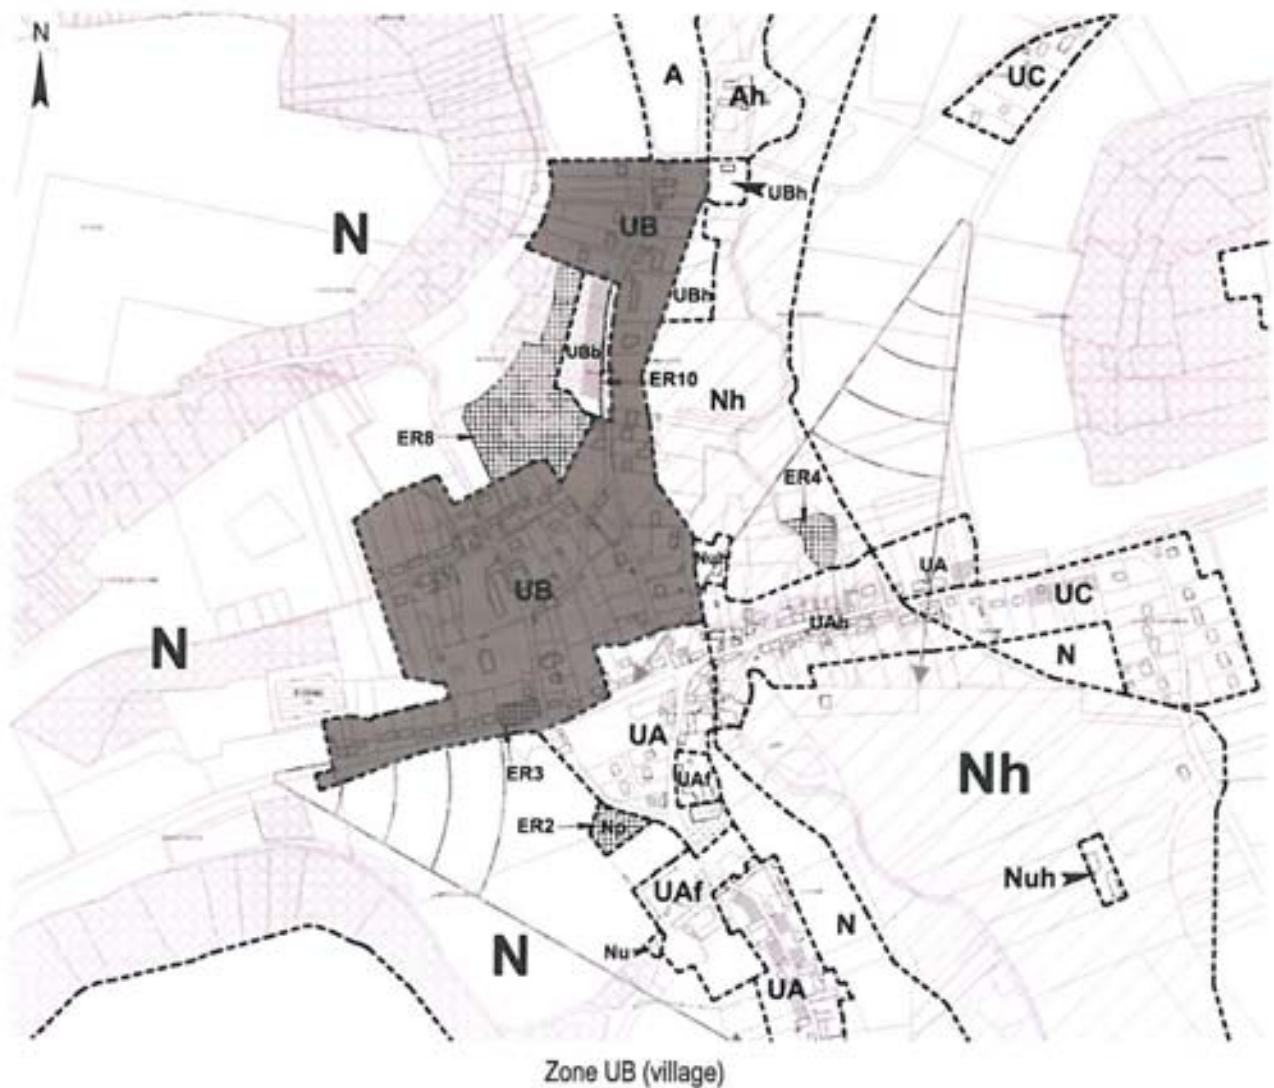 N
A
Ah
UC
UBh
N
UB
UBh
UBb
ER10
Nh
ER8
ER4
UB
UA
UC
UAh
N
N
UA
Nh
ER3
UAf
ER2
Np
Nuh
UAf
N
Nu
N
UA
Zone UB (village)